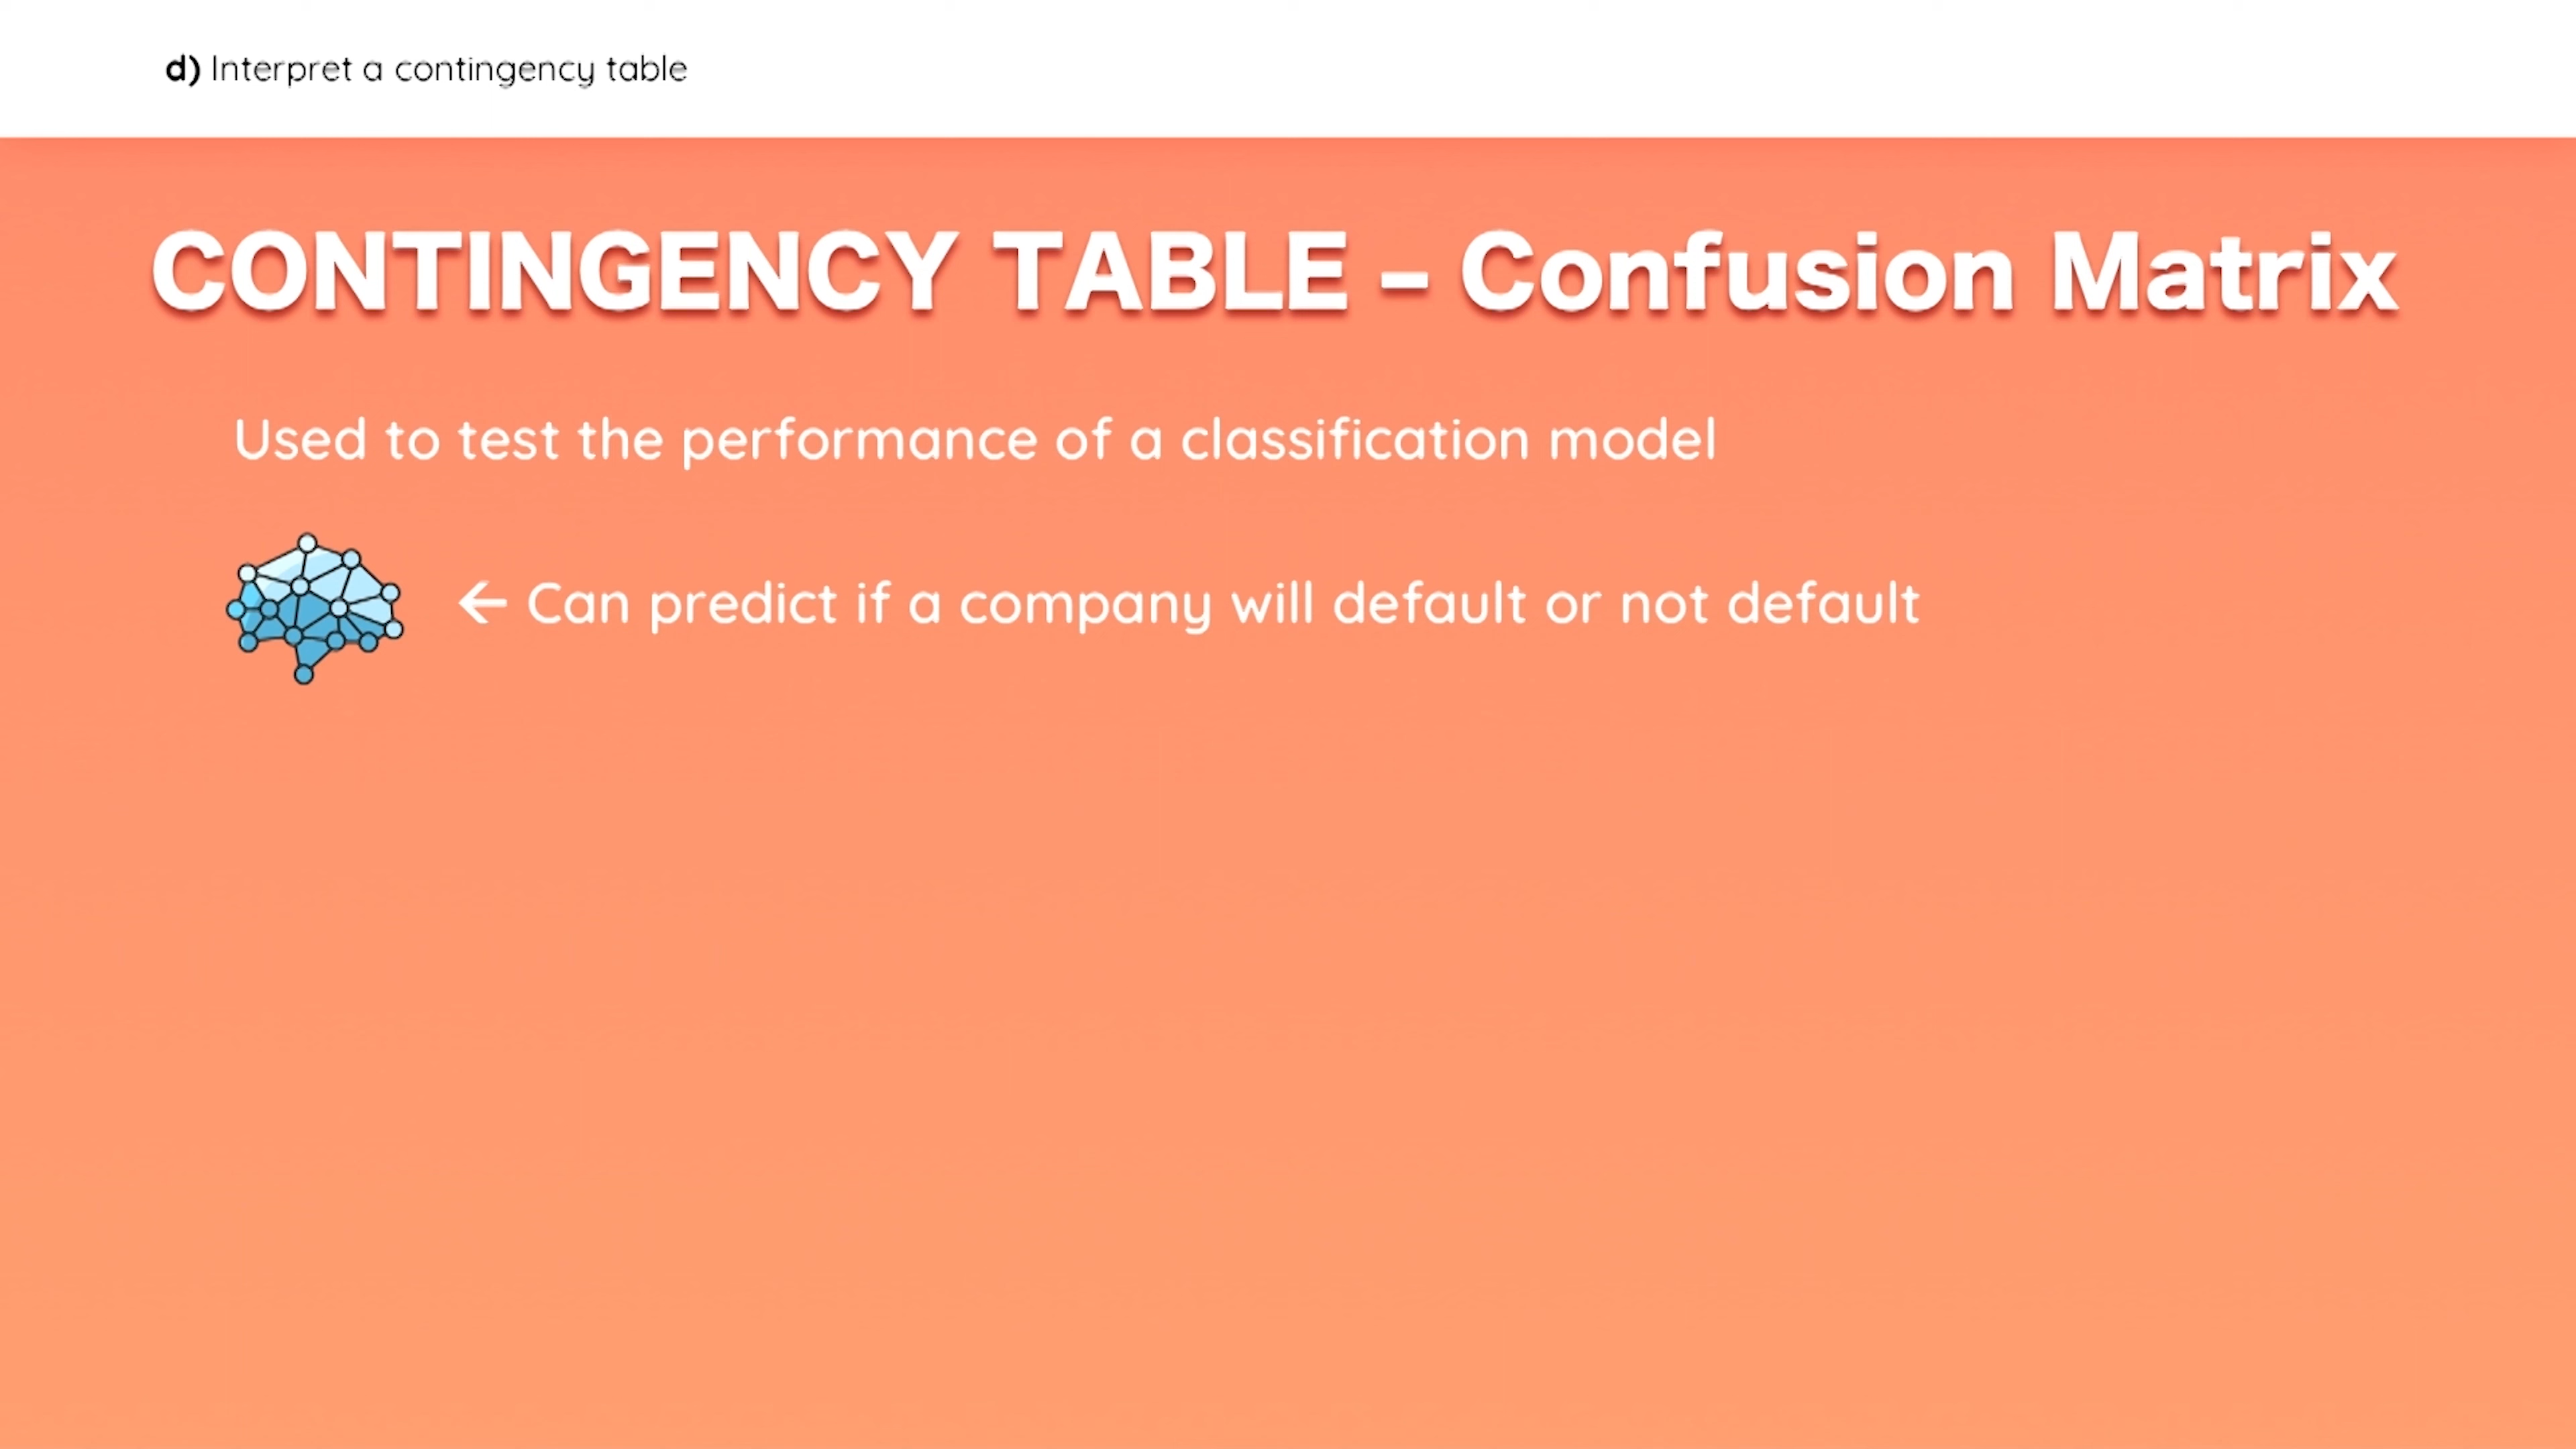 d) Interpret a contingency table
CONTINGENCY TABLE – Confusion Matrix
Used to test the performance of a classification model
← Can predict if a company will default or not default